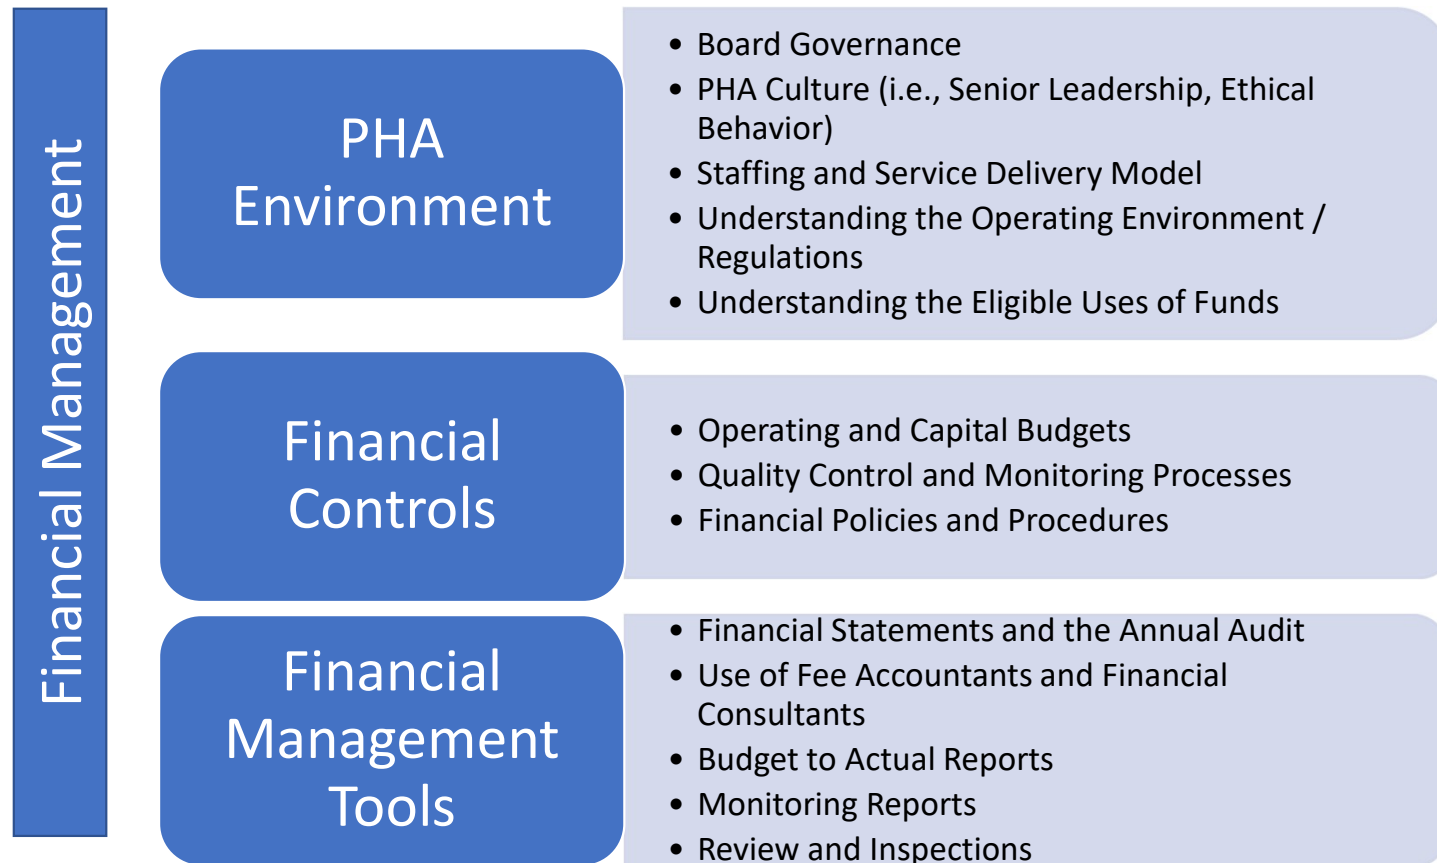 Financial Management
PHA
Environment
• Board Governance
• PHA Culture (i.e., Senior Leadership, Ethical
Behavior)
• Staffing and Service Delivery Model
• Understanding the Operating Environment /
Regulations
• Understanding the Eligible Uses of Funds
Financial
Controls
• Operating and Capital Budgets
• Quality Control and Monitoring Processes
• Financial Policies and Procedures
Financial
Management
Tools
• Financial Statements and the Annual Audit
• Use of Fee Accountants and Financial
Consultants
• Budget to Actual Reports
• Monitoring Reports
• Review and Inspections